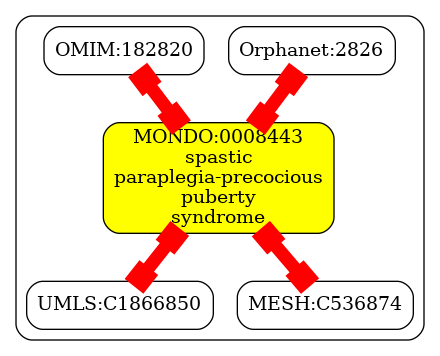 OMIM:182820
Orphanet:2826
MONDO:0008443
spastic
paraplegia-precocious
puberty
syndrome
UMLS:C1866850
MESH:C536874